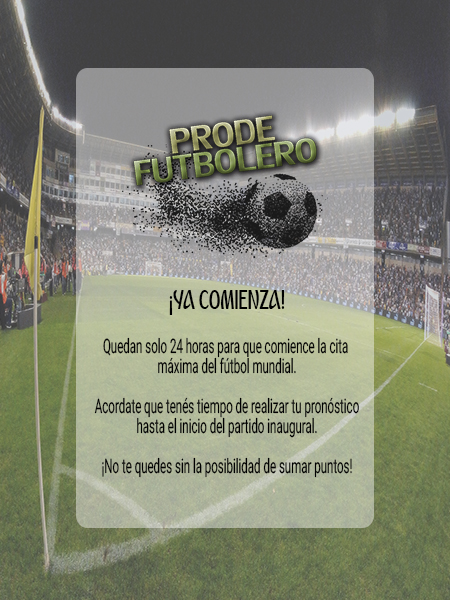 PRODE
FUTBOLERO
¡YA COMIENZA!
Quedan solo 24 horas para que comience la cita
máxima del fútbol mundial.
Acordate que tenés tiempo de realizar tu pronóstico
hasta el inicio del partido inaugural.
¡No te quedes sin la posibilidad de sumar puntos!